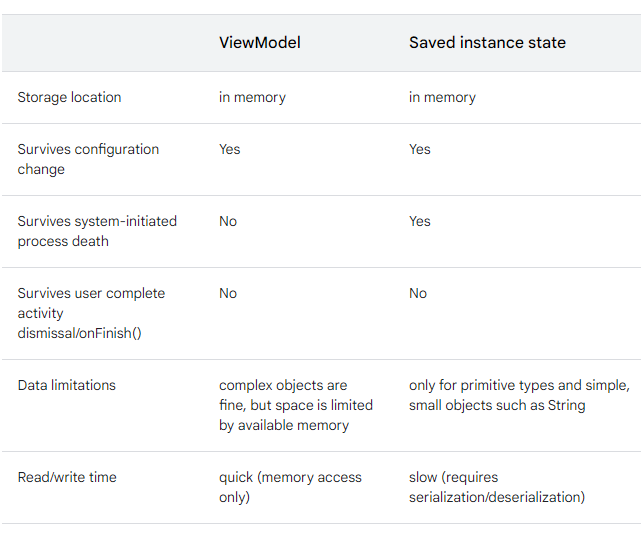 ViewModel Saved instance state
Storage location in memory in memory
Survives configuration Yes Yes
change
Survives system-initiated No Yes
process death
Survives user complete No No
activity
dismissal/onFinish()
Data limitations complex objects are only for primitive types and simple,
fine, but space is limited small objects such as String
by available memory
Read/write time quick (memory access slow (requires
only) serialization/deserialization)